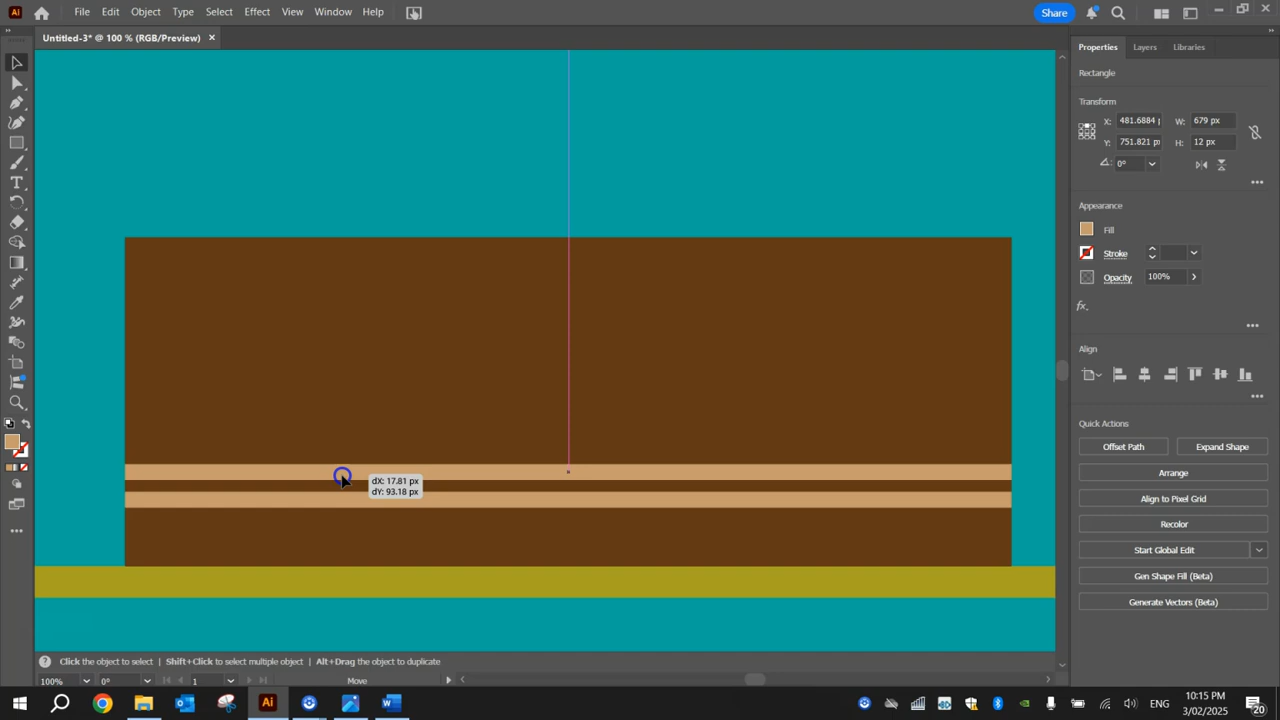 Ai File Edit Object Type Select Effect View Window Help Share
Untitled-3* @ 100 % (RGB/Preview) ×
Properties Layers Libraries
Rectangle
Transform
X: 481.6884 W: 679 px
Y: 751.821 px H: 12 px
0°
Appearance
Fill
Stroke
Opacity 100%
fx.
Align
Quick Actions
Offset Path Expand Shape
Arrange
Align to Pixel Grid
Recolor
Start Global Edit
Gen Shape Fill (Beta)
Generate Vectors (Beta)
dX: 17.81 px
dY: 93.18 px
Click the object to select | Shift+Click to select multiple object | Alt+Drag the object to duplicate
100% 0° 1 Move
Ai ENG 10:15 PM
3/02/2025 20